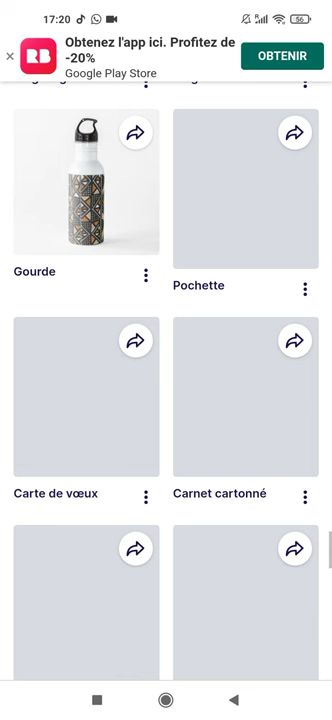 17:20
56
RB
Obtenez l'app ici. Profitez de
-20%
Google Play Store
OBTENIR
Gourde
Pochette
Carte de vœux
Carnet cartonné